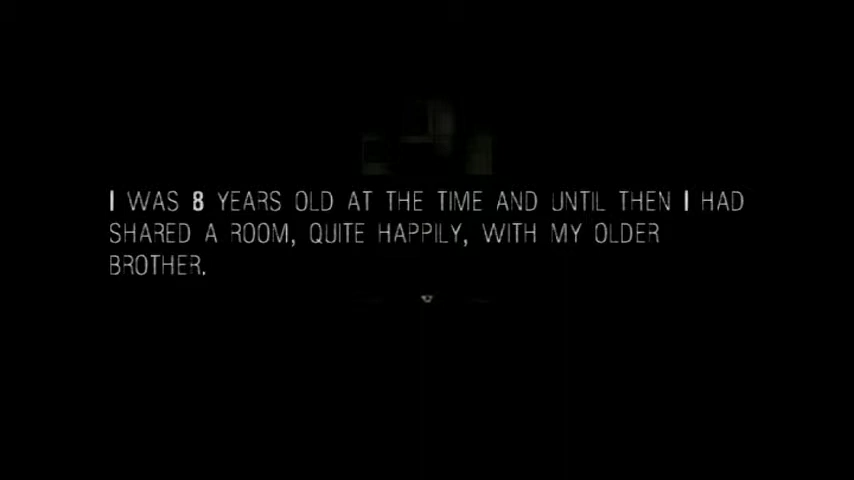 I WAS 8 YEARS OLD AT THE TIME AND UNTIL THEN I HAD
SHARED A ROOM, QUITE HAPPILY, WITH MY OLDER
BROTHER.